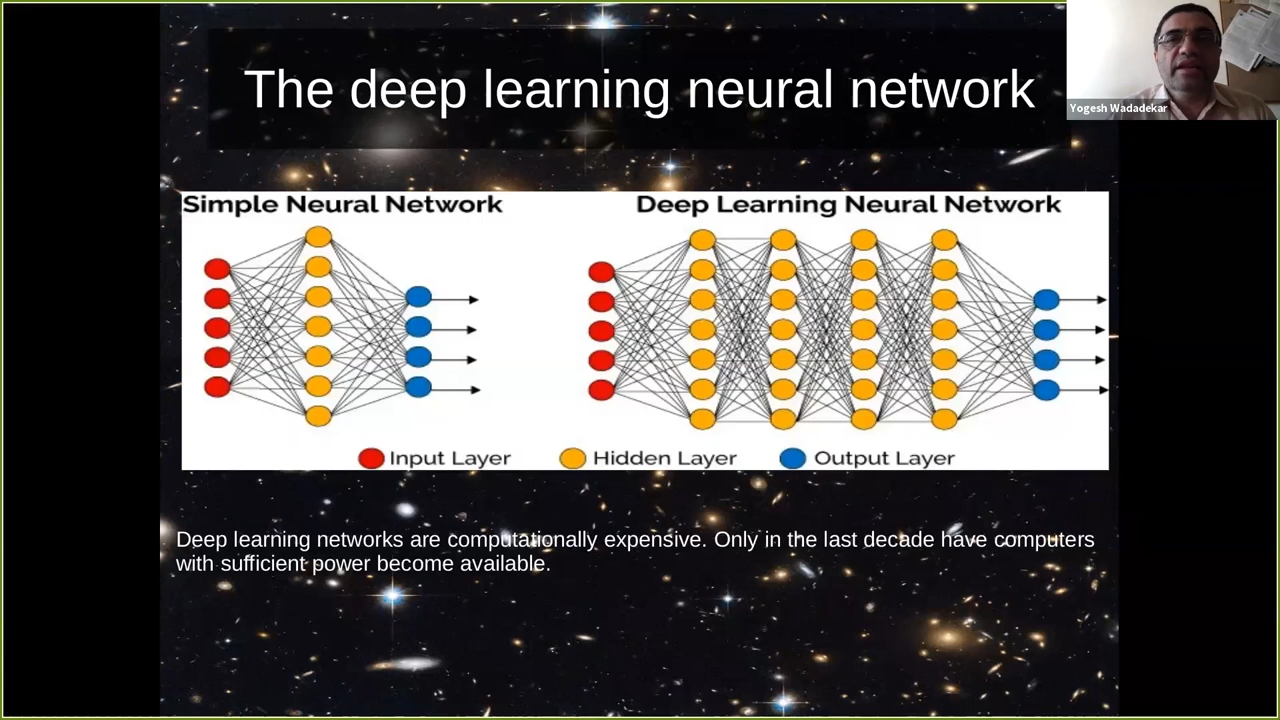 The deep learning neural network
Yogesh Wadadekar
Simple Neural Network
Deep Learning Neural Network
Input Layer
Hidden Layer
Output Layer
Deep learning networks are computationally expensive. Only in the last decade have computers
with sufficient power become available.